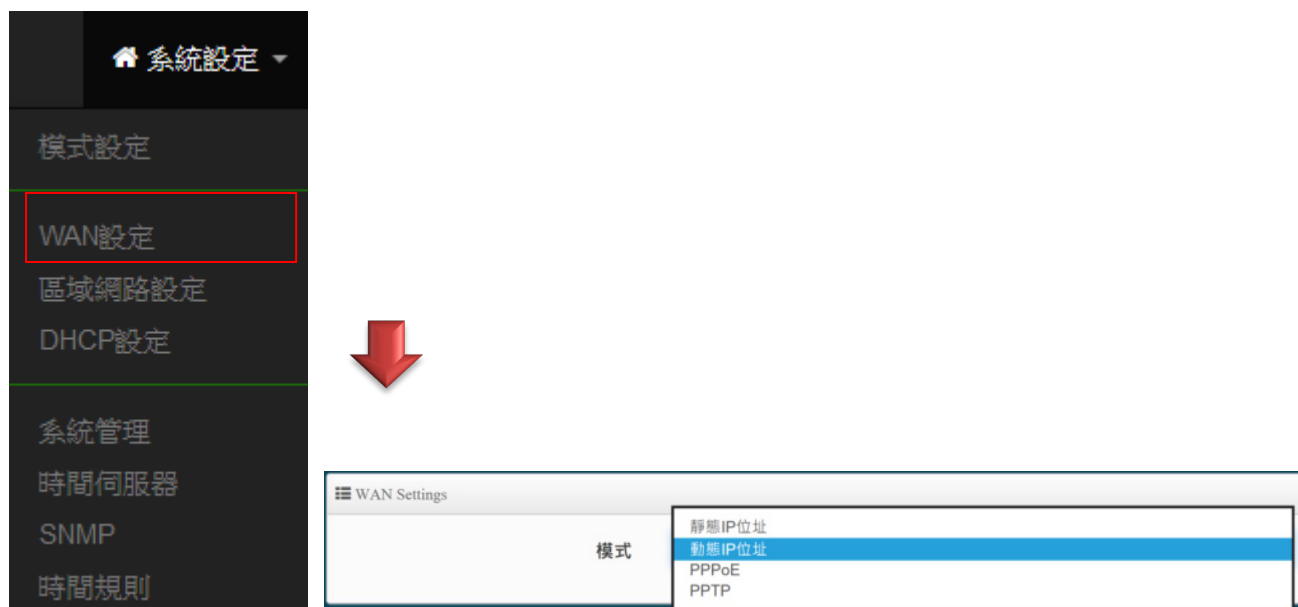 系統設定
模式設定
WAN設定
區域網路設定
DHCP設定
系統管理
時間伺服器
SNMP
時間規則
WAN Settings
模式
靜態IP位址
動態IP位址
PPPoE
PPTP